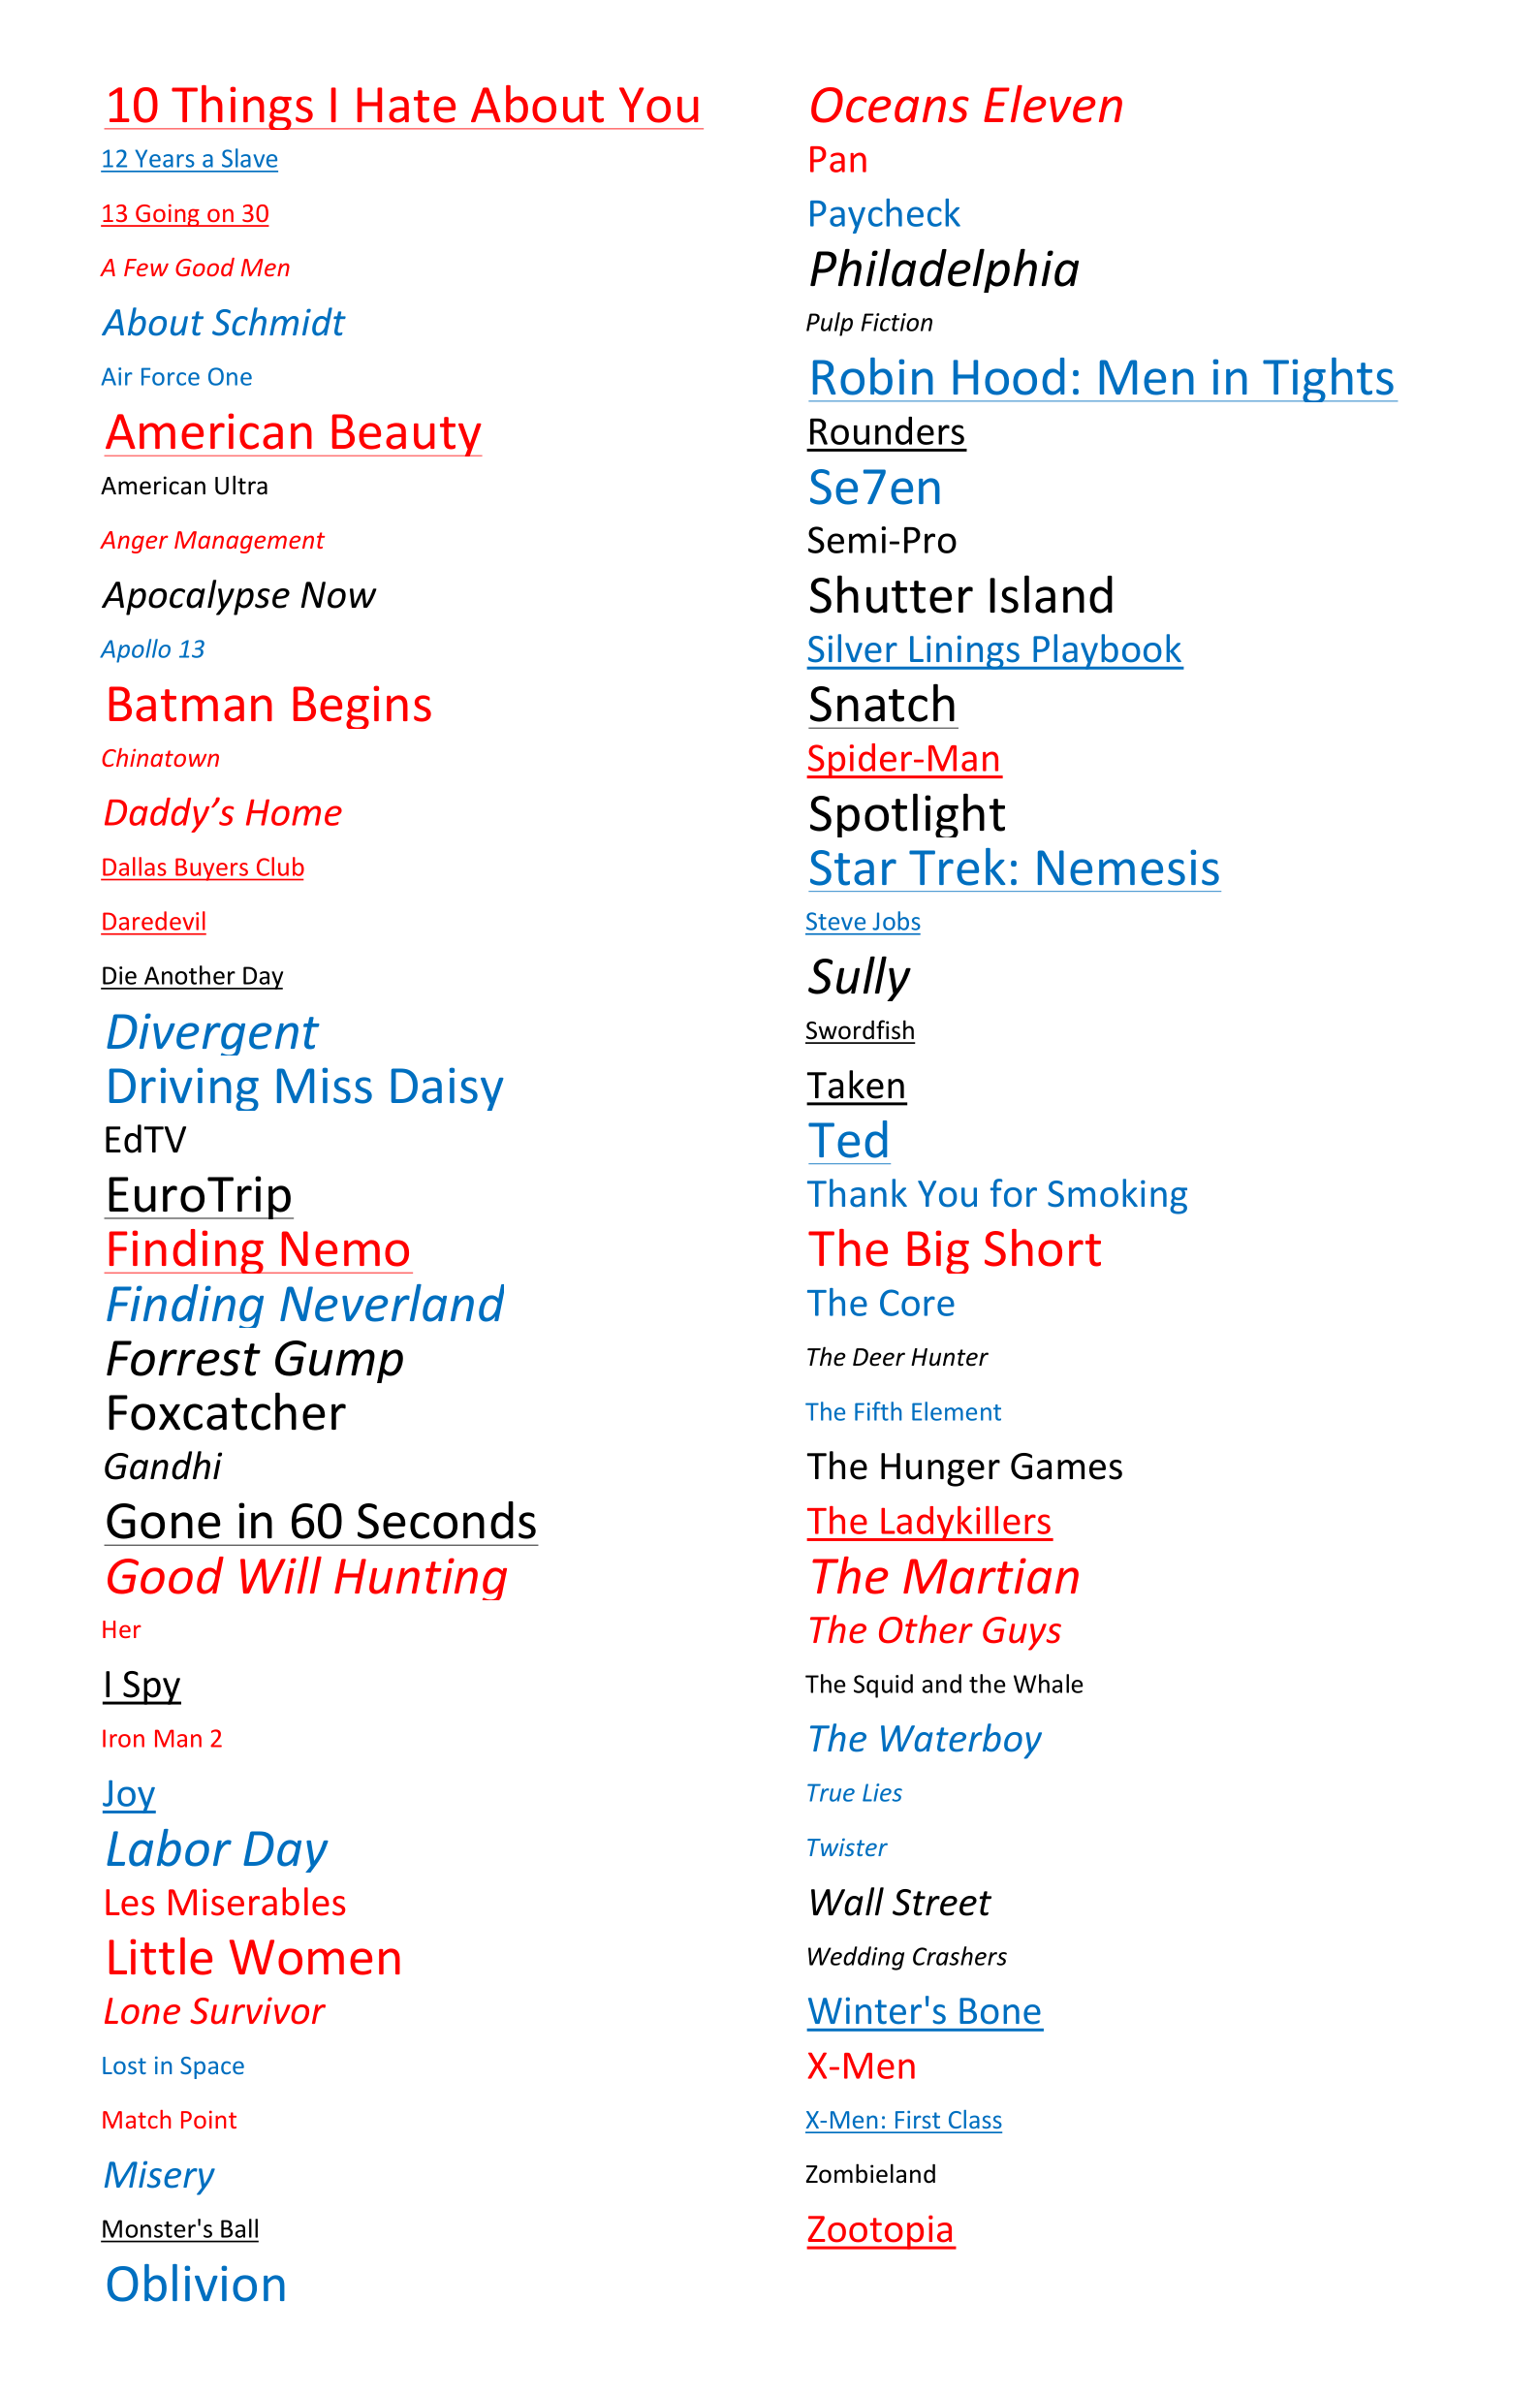 10 Things I Hate About You
12 Years a Slave
13 Going on 30
A Few Good Men
About Schmidt
Air Force One
American Beauty
American Ultra
Anger Management
Apocalypse Now
Apollo 13
Batman Begins
Chinatown
Daddy’s Home
Dallas Buyers Club
Daredevil
Die Another Day
Divergent
Driving Miss Daisy
EdTV
EuroTrip
Finding Nemo
Finding Neverland
Forrest Gump
Foxcatcher
Gandhi
Gone in 60 Seconds
Good Will Hunting
Her
I Spy
Iron Man 2
Joy
Labor Day
Les Miserables
Little Women
Lone Survivor
Lost in Space
Match Point
Misery
Monster's Ball
Oblivion
Oceans Eleven
Pan
Paycheck
Philadelphia
Pulp Fiction
Robin Hood: Men in Tights
Rounders
Se7en
Semi-Pro
Shutter Island
Silver Linings Playbook
Snatch
Spider-Man
Spotlight
Star Trek: Nemesis
Steve Jobs
Sully
Swordfish
Taken
Ted
Thank You for Smoking
The Big Short
The Core
The Deer Hunter
The Fifth Element
The Hunger Games
The Ladykillers
The Martian
The Other Guys
The Squid and the Whale
The Waterboy
True Lies
Twister
Wall Street
Wedding Crashers
Winter's Bone
X-Men
X-Men: First Class
Zombieland
Zootopia